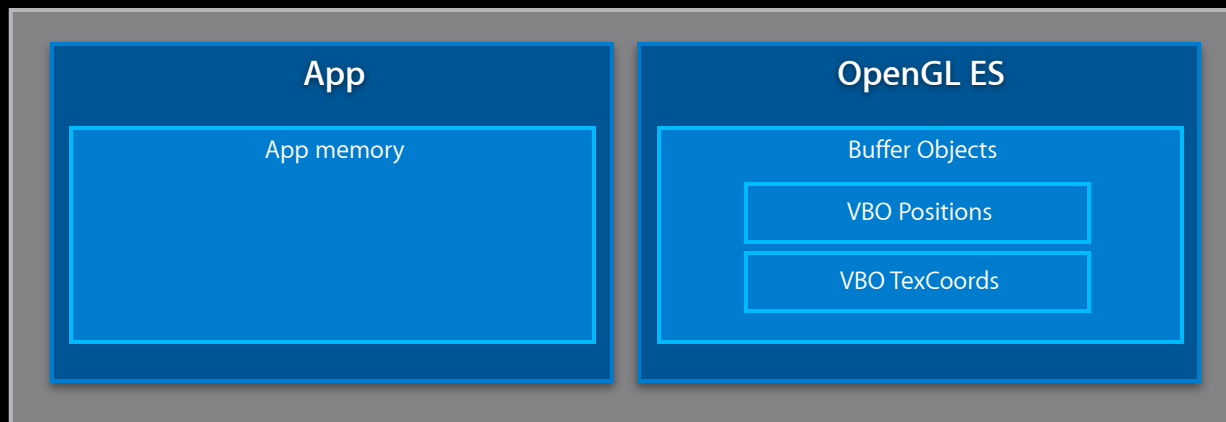 App
App memory
OpenGL ES
Buffer Objects
VBO Positions
VBO TexCoords